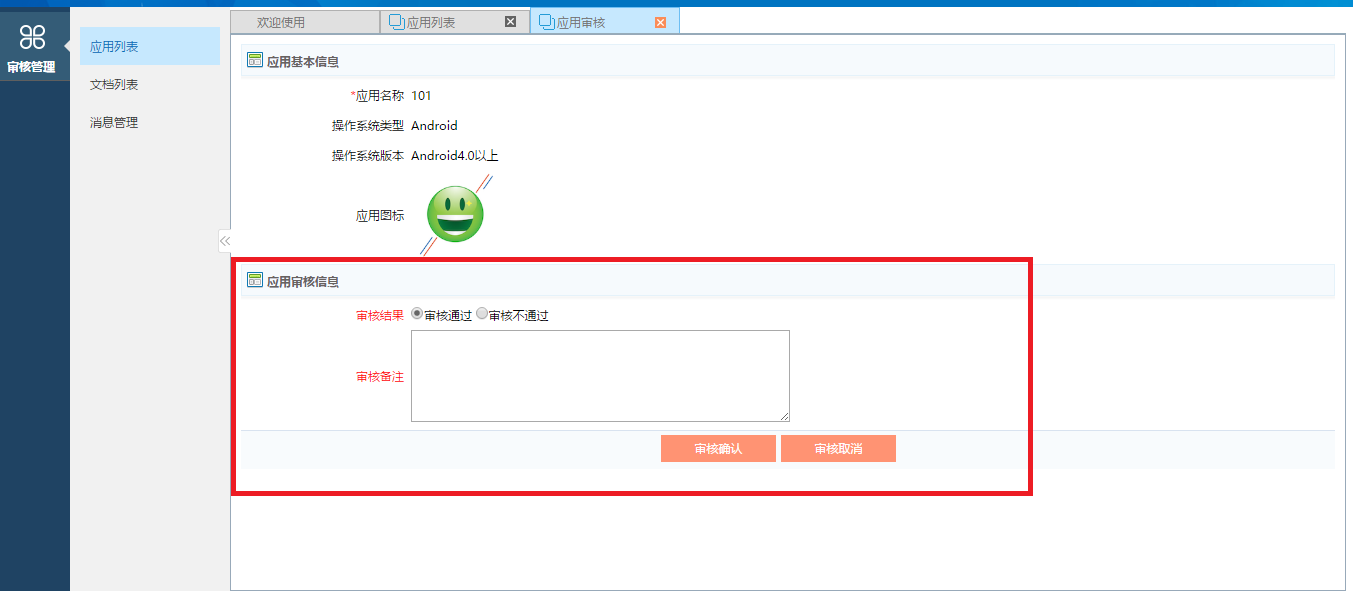 审核管理
应用列表
文档列表
消息管理
欢迎使用
应用列表
应用审核
应用基本信息
*应用名称 101
操作系统类型 Android
操作系统版本 Android4.0以上
应用图标
应用审核信息
审核结果 审核通过 审核不通过
审核备注
审核确认 审核取消